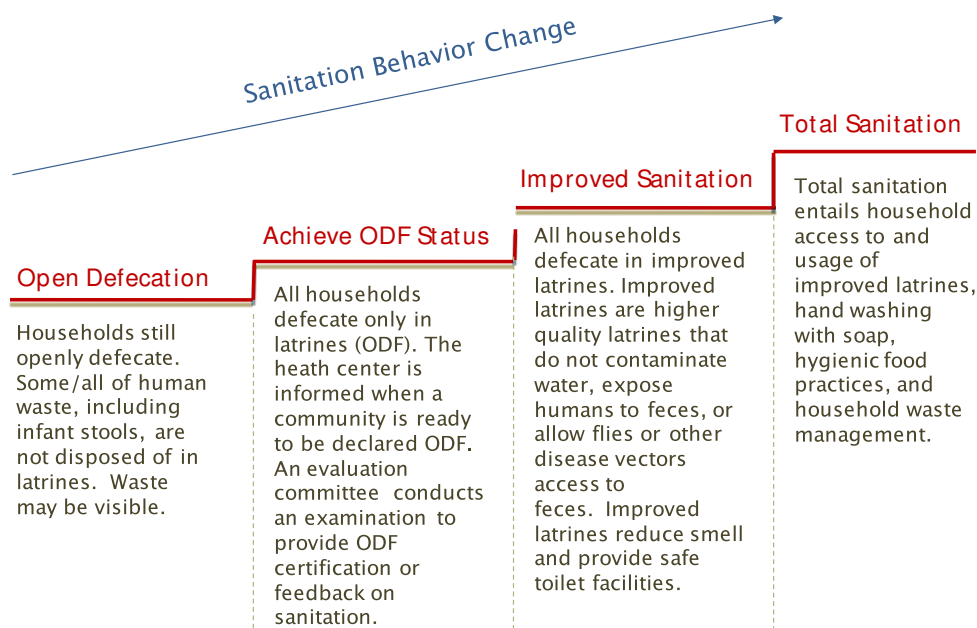 Sanitation Behavior Change
Total Sanitation
Total sanitation
entails household
access to and
usage of
improved latrines,
hand washing
with soap,
hygienic food
practices, and
household waste
management.
Improved Sanitation
All households
defecate in improved
latrines. Improved
latrines are higher
quality latrines that
do not contaminate
water, expose
humans to feces, or
allow flies or other
disease vectors
access to
feces. Improved
latrines reduce smell
and provide safe
toilet facilities.
Achieve ODF Status
All households
defecate only in
latrines (ODF). The
heath center is
informed when a
community is ready
to be declared ODF.
An evaluation
committee conducts
an examination to
provide ODF
certification or
feedback on
sanitation.
Open Defecation
Households still
openly defecate.
Some/all of human
waste, including
infant stools, are
not disposed of in
latrines. Waste
may be visible.